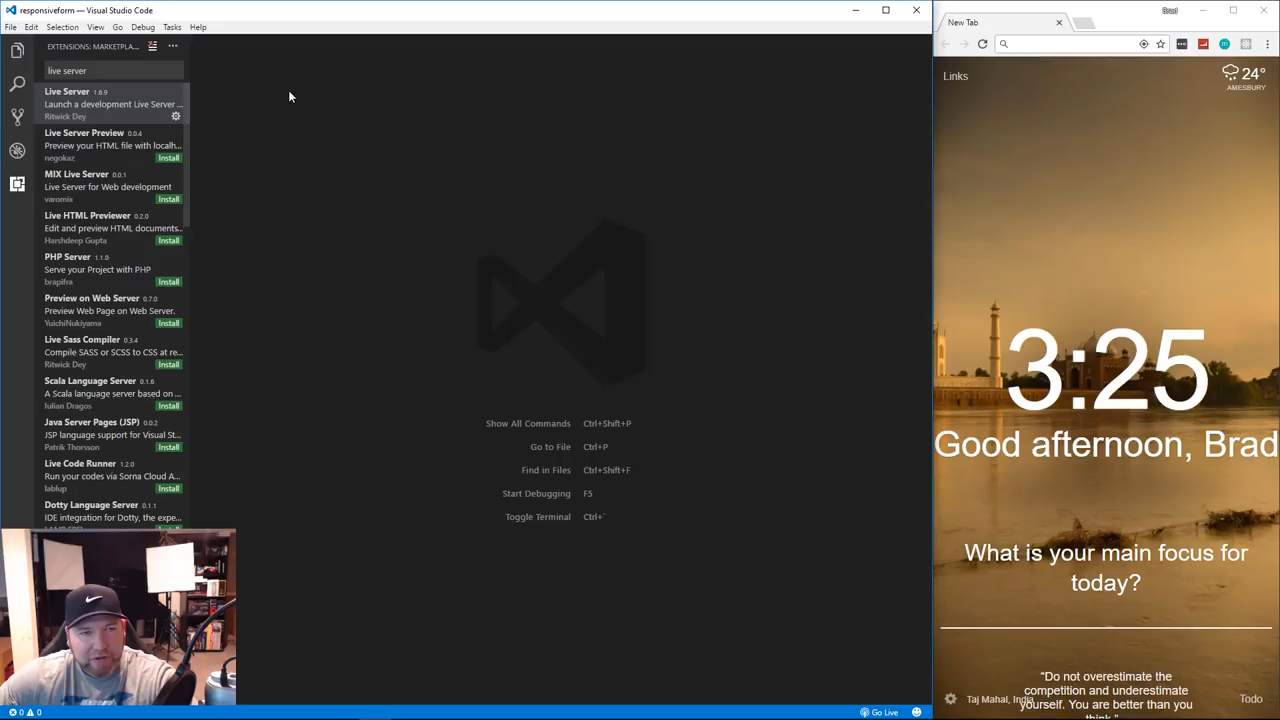 responsiveform — Visual Studio Code
File Edit Selection View Go Debug Tasks Help
EXTENSIONS: MARKETPLA...
live server
Live Server 1.6.9
Launch a development Live Server ...
Ritwick Dey
Live Server Preview 0.0.4
Preview your HTML file with localh...
negokaz Install
MIX Live Server 0.0.1
Live Server for Web development
varomix Install
Live HTML Previewer 0.2.0
Edit and preview HTML documents...
Harshdeep Gupta Install
PHP Server 1.1.0
Serve your Project with PHP
brapifra Install
Preview on Web Server 0.7.0
Preview Web Page on Web Server.
YuichiNukiyama Install
Live Sass Compiler 0.3.4
Compile SASS or SCSS to CSS at re...
Ritwick Dey Install
Scala Language Server 0.1.6
A Scala language server based on ...
Iulian Dragos Install
Java Server Pages (JSP) 0.0.2
JSP language support for Visual St...
Patrik Thorsson Install
Live Code Runner 1.2.0
Run your codes via Sorna Cloud A...
lablup Install
Dotty Language Server 0.1.1
IDE integration for Dotty, the expe...
Show All Commands Ctrl+Shift+P
Go to File Ctrl+P
Find in Files Ctrl+Shift+F
Start Debugging F5
Toggle Terminal Ctrl+`
0 0
Go Live
Brad
New Tab
Links
24°
AMESBURY
3:25
Good afternoon, Brad
What is your main focus for
today?
"Do not overestimate the
competition and underestimate
yourself. You are better than you
think."
Taj Mahal, India
Todo